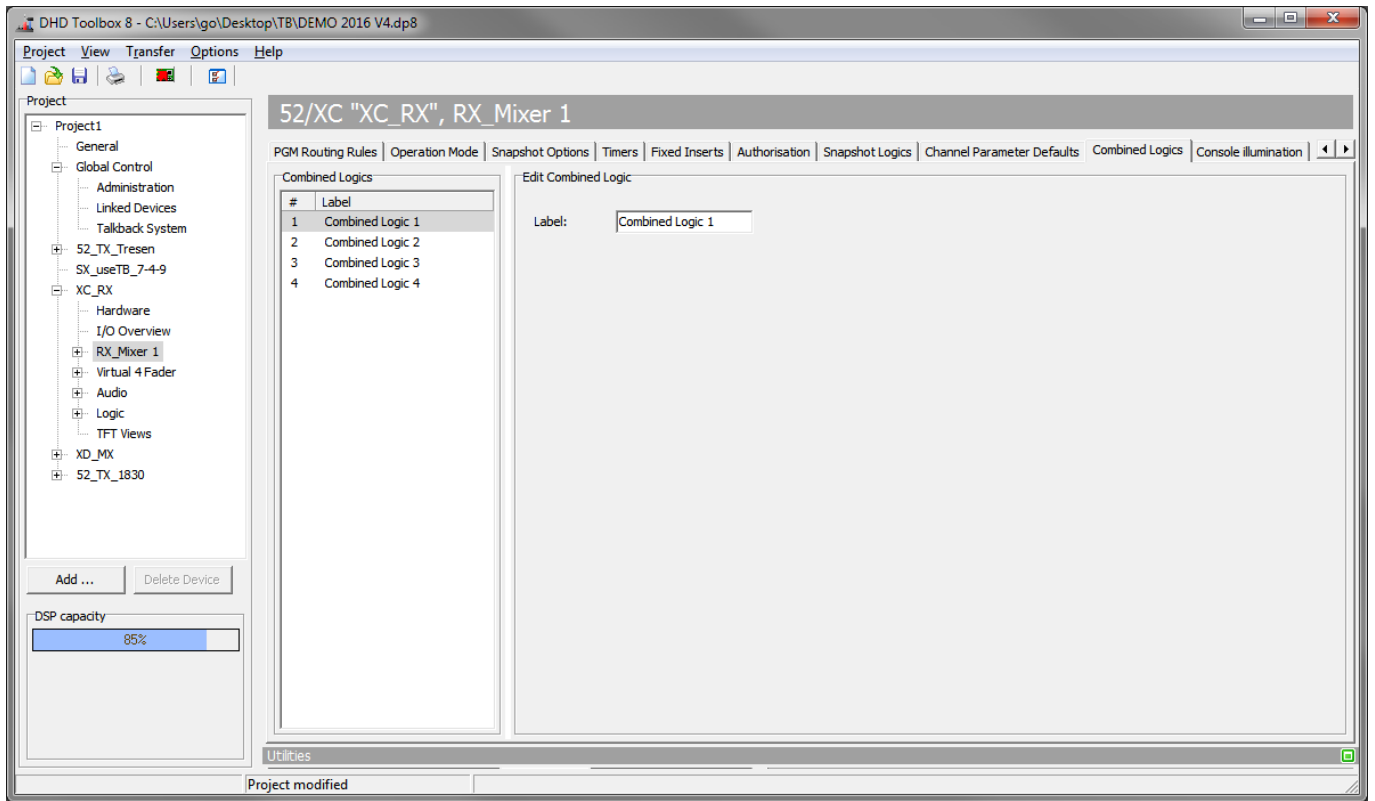 DHD Toolbox 8 - C:\Users\go\Desktop\TB\DEMO 2016 V4.dp8
Project View Transfer Options Help
Project
Project1
General
Global Control
Administration
Linked Devices
Talkback System
52_TX_Tresen
SX_useTB_7-4-9
XC_RX
Hardware
I/O Overview
RX_Mixer 1
Virtual 4 Fader
Audio
Logic
TFT Views
XD_MX
52_TX_1830
Add ... Delete Device
DSP capacity
85%
52/XC "XC_RX", RX_Mixer 1
PGM Routing Rules Operation Mode Snapshot Options Timers Fixed Inserts Authorisation Snapshot Logics Channel Parameter Defaults Combined Logics Console illumination
Combined Logics
# Label
1 Combined Logic 1
2 Combined Logic 2
3 Combined Logic 3
4 Combined Logic 4
Edit Combined Logic
Label: Combined Logic 1
Utilities
Project modified